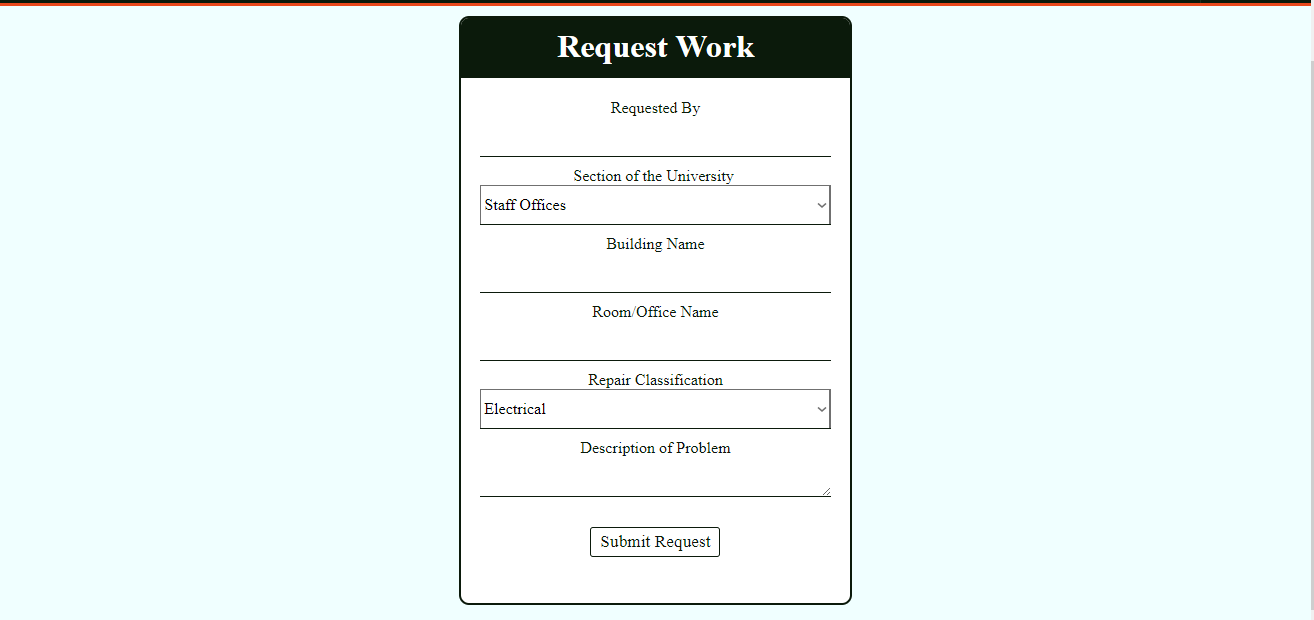 Request Work
Requested By
Section of the University
Staff Offices
Building Name
Room/Office Name
Repair Classification
Electrical
Description of Problem
Submit Request